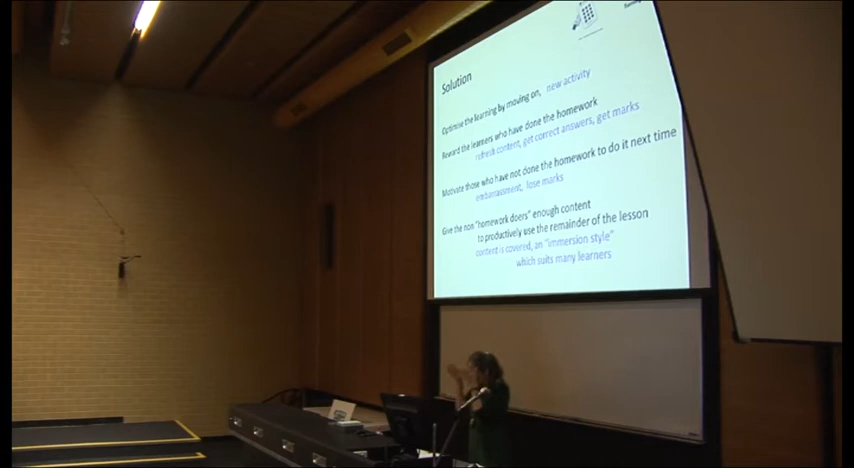 Solution
Optimise the learning by moving on, new activity
Reward the learners who have done the homework
refresh content, get correct answers, get marks
Motivate those who have not done the homework to do it next time
embarrassment, lose marks
Give the non "homework doers" enough content
to productively use the remainder of the lesson
content is covered, an "immersion style"
which suits many learners